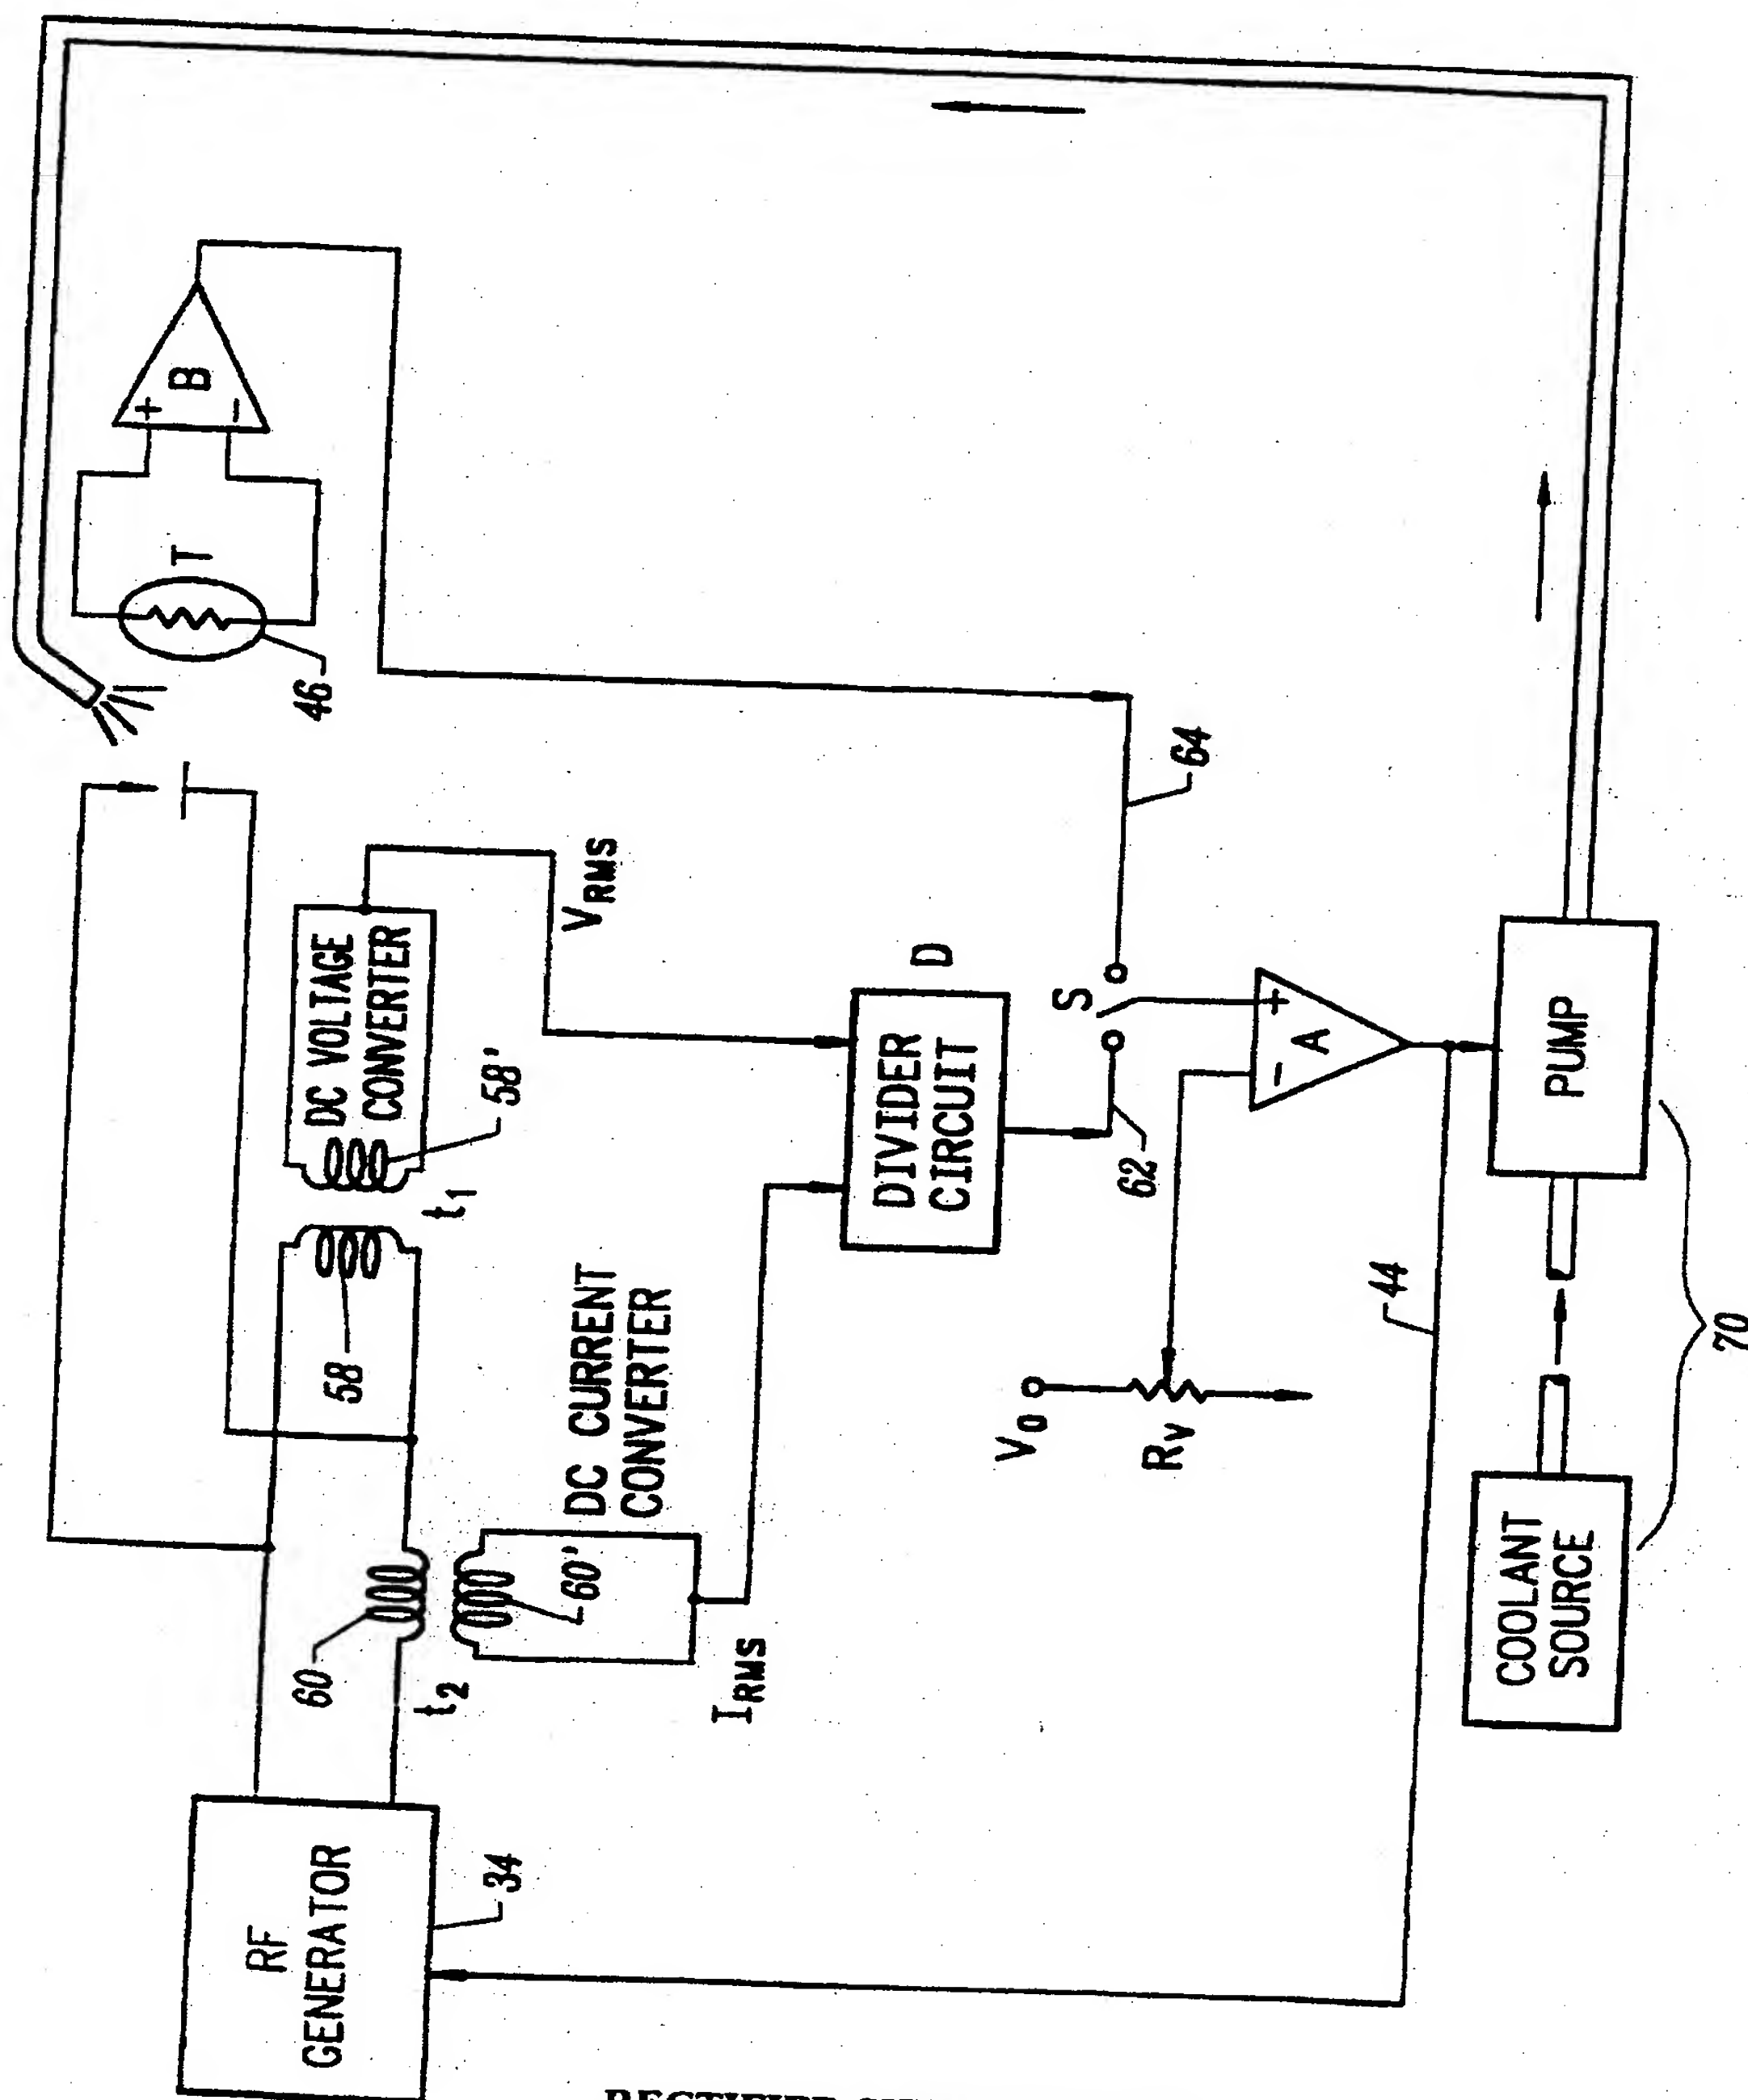 RF
GENERATOR
34
60
t2
60'
IRMS
DC CURRENT
CONVERTER
58
t1
58'
DC VOLTAGE
CONVERTER
VRMS
46
T
+
−
B
64
DIVIDER
CIRCUIT
D
62
S
−
+
A
V0
RV
44
COOLANT
SOURCE
PUMP
70